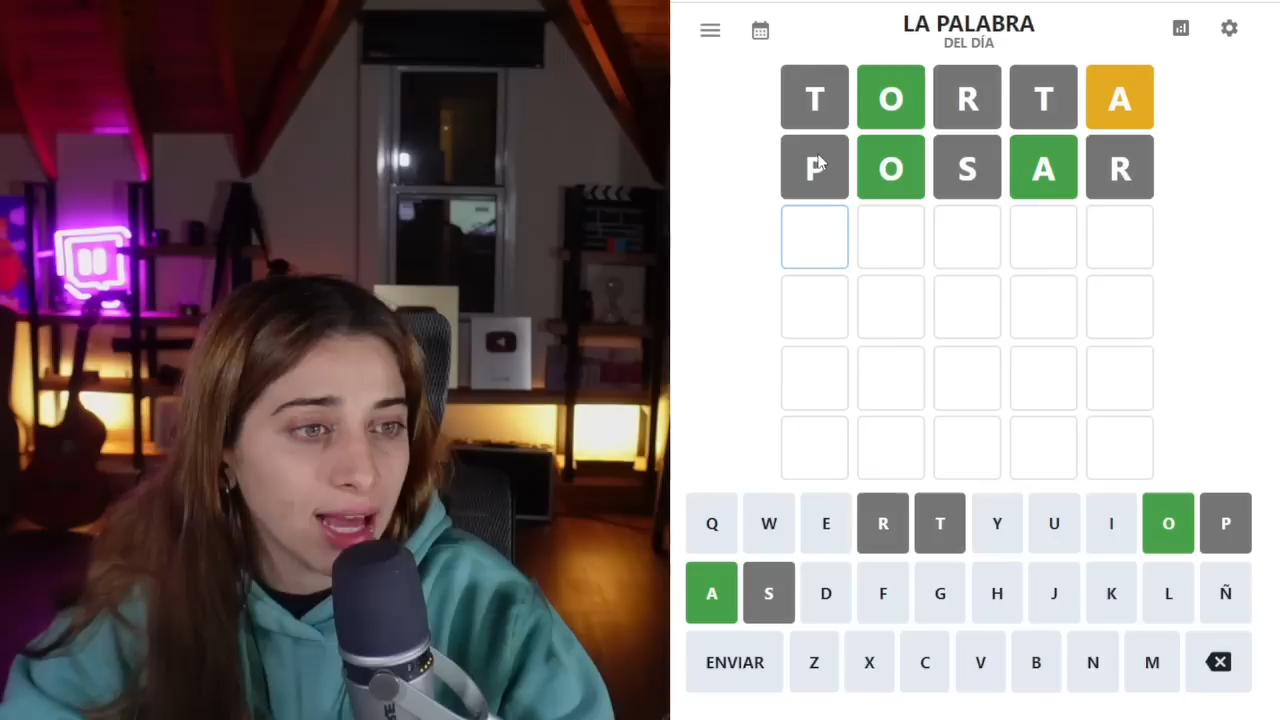 LA PALABRA
DEL DÍA
T O R T A
P O S A R
Q W E R T Y U I O P
A S D F G H J K L Ñ
ENVIAR Z X C V B N M